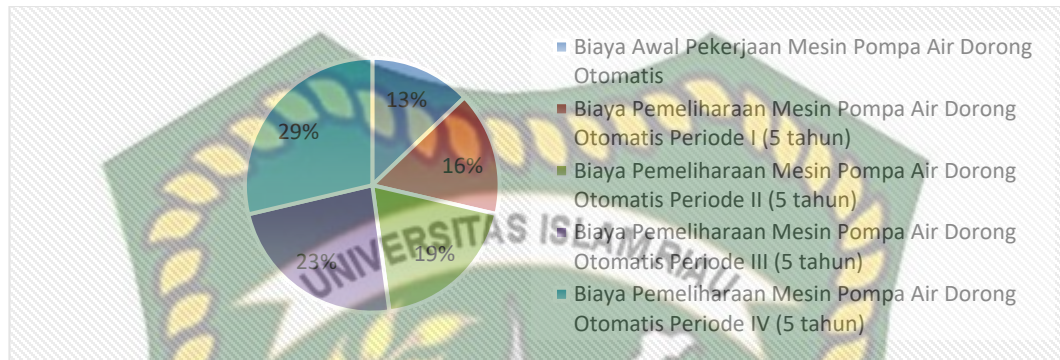 13%
16%
19%
23%
29%
Biaya Awal Pekerjaan Mesin Pompa Air Dorong
Otomatis
Biaya Pemeliharaan Mesin Pompa Air Dorong
Otomatis Periode I (5 tahun)
Biaya Pemeliharaan Mesin Pompa Air Dorong
Otomatis Periode II (5 tahun)
Biaya Pemeliharaan Mesin Pompa Air Dorong
Otomatis Periode III (5 tahun)
Biaya Pemeliharaan Mesin Pompa Air Dorong
Otomatis Periode IV (5 tahun)
UNIVERSITAS ISLAM RIAU